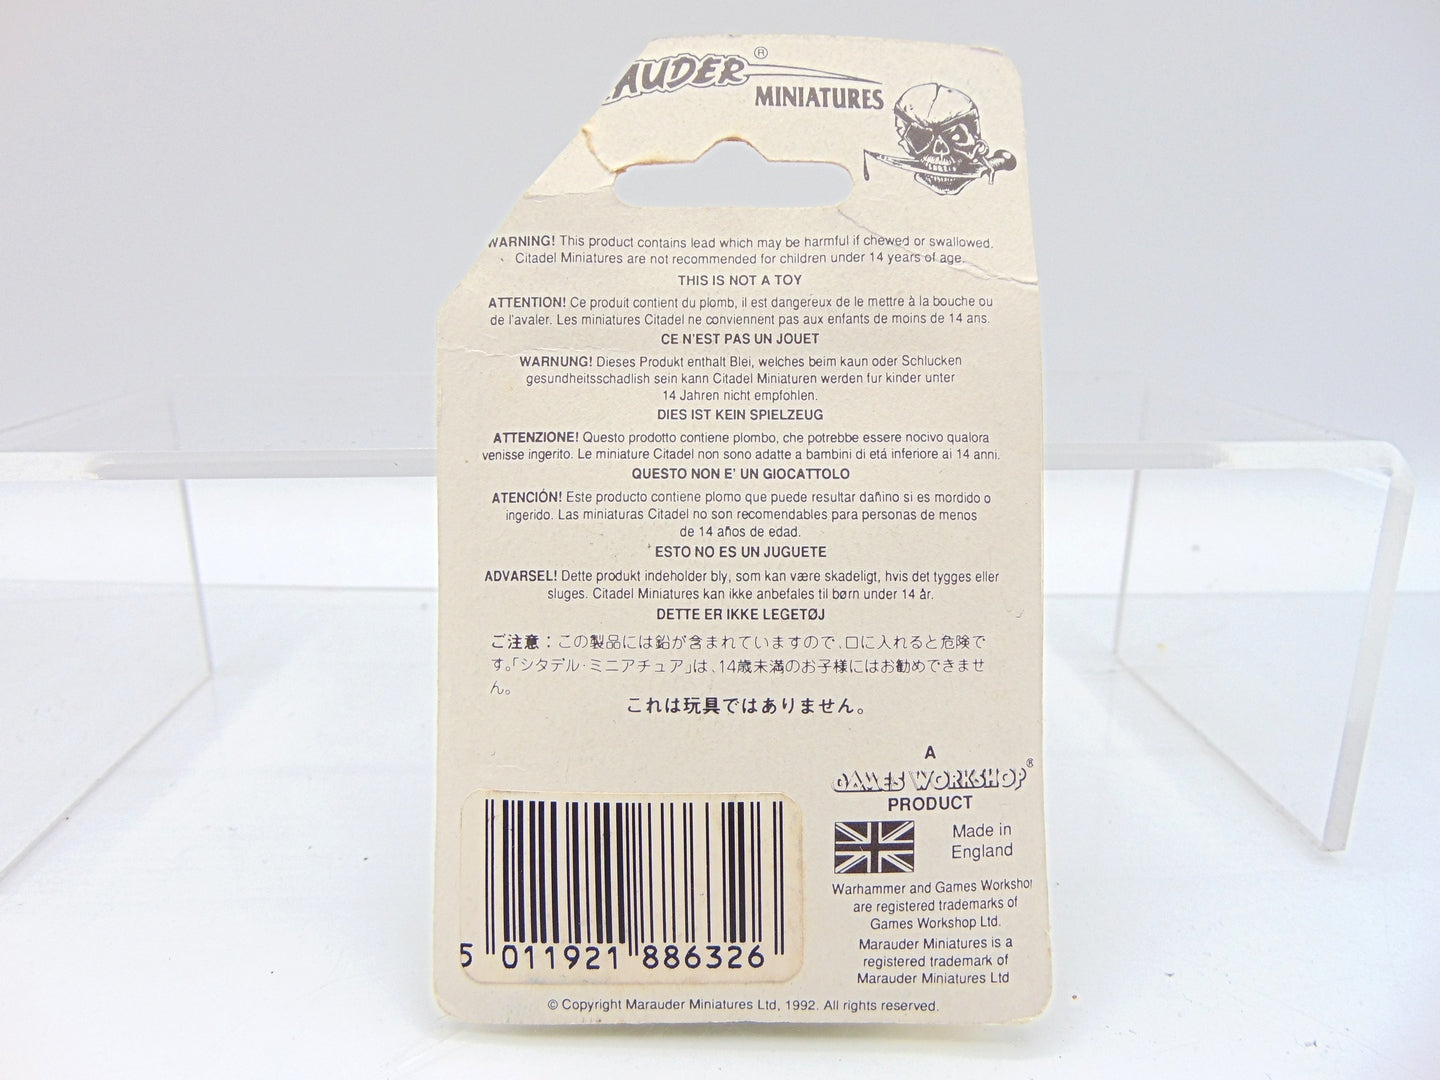 AUDER®
MINIATURES
WARNING! This product contains lead which may be harmful if chewed or swallowed.
Citadel Miniatures are not recommended for children under 14 years of age.
THIS IS NOT A TOY
ATTENTION! Ce produit contient du plomb, il est dangereux de le mettre à la bouche ou
de l'avaler. Les miniatures Citadel ne conviennent pas aux enfants de moins de 14 ans.
CE N'EST PAS UN JOUET
WARNUNG! Dieses Produkt enthalt Blei, welches beim kaun oder Schlucken
gesundheitsschadlish sein kann Citadel Miniaturen werden fur kinder unter
14 Jahren nicht empfohlen.
DIES IST KEIN SPIELZEUG
ATTENZIONE! Questo prodotto contiene plombo, che potrebbe essere nocivo qualora
venisse ingerito. Le miniature Citadel non sono adatte a bambini di etá inferiore ai 14 anni.
QUESTO NON E' UN GIOCATTOLO
ATENCIÓN! Este producto contiene plomo que puede resultar dañino si es mordido o
ingerido. Las miniaturas Citadel no son recomendables para personas de menos
de 14 años de edad.
ESTO NO ES UN JUGUETE
ADVARSEL! Dette produkt indeholder bly, som kan være skadeligt, hvis det tygges eller
sluges. Citadel Miniatures kan ikke anbefales til børn under 14 år.
DETTE ER IKKE LEGETØJ
ご注意：この製品には鉛が含まれていますので、口に入れると危険で
す。「シタデル・ミニアチュア」は、14歳未満のお子様にはお勧めできませ
ん。
これは玩具ではありません。
A
GAMES WORKSHOP®
PRODUCT
Made in
England
Warhammer and Games Workshop
are registered trademarks of
Games Workshop Ltd.
Marauder Miniatures is a
registered trademark of
Marauder Miniatures Ltd
5 011921 886326
© Copyright Marauder Miniatures Ltd, 1992. All rights reserved.